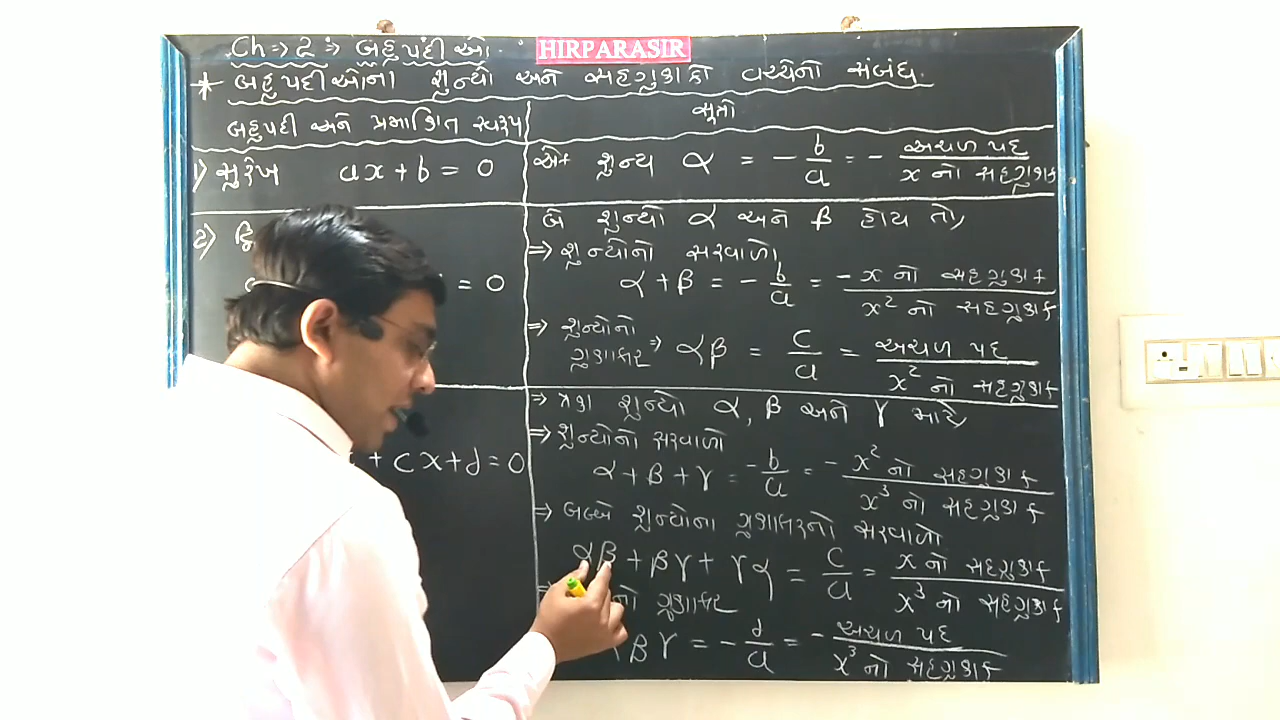 Ch => 2 => બહુપદીઓ.
HIRPARASIR
* બહુપદીઓના શુન્યો અને સહગુણકો વચ્ચેનો સંબંધ.
બહુપદી અને પ્રમાણિત સ્વરૂપ
સૂત્રો
1) સુરેખ ax + b = 0
એક શુન્ય α = - b/a = - અચળ પદ / x નો સહગુણક
2) દ્વિ
= 0
બે શુન્યો α અને β હોય તો,
=> શુન્યોનો સરવાળો
α + β = - b/a = - x નો સહગુણક / x² નો સહગુણક
=> શુન્યોનો ગુણાકાર => αβ = c/a = અચળ પદ / x² નો સહગુણક
+ cx + d = 0
=> ત્રણ શુન્યો α, β અને γ માટે,
=> શુન્યોનો સરવાળો
α + β + γ = -b/a = - x² નો સહગુણક / x³ નો સહગુણક
=> બબ્બે શુન્યોના ગુણાકારનો સરવાળો
αβ + βγ + γα = c/a = x નો સહગુણક / x³ નો સહગુણક
નો ગુણાકાર
βγ = - d/a = - અચળ પદ / x³ નો સહગુણક